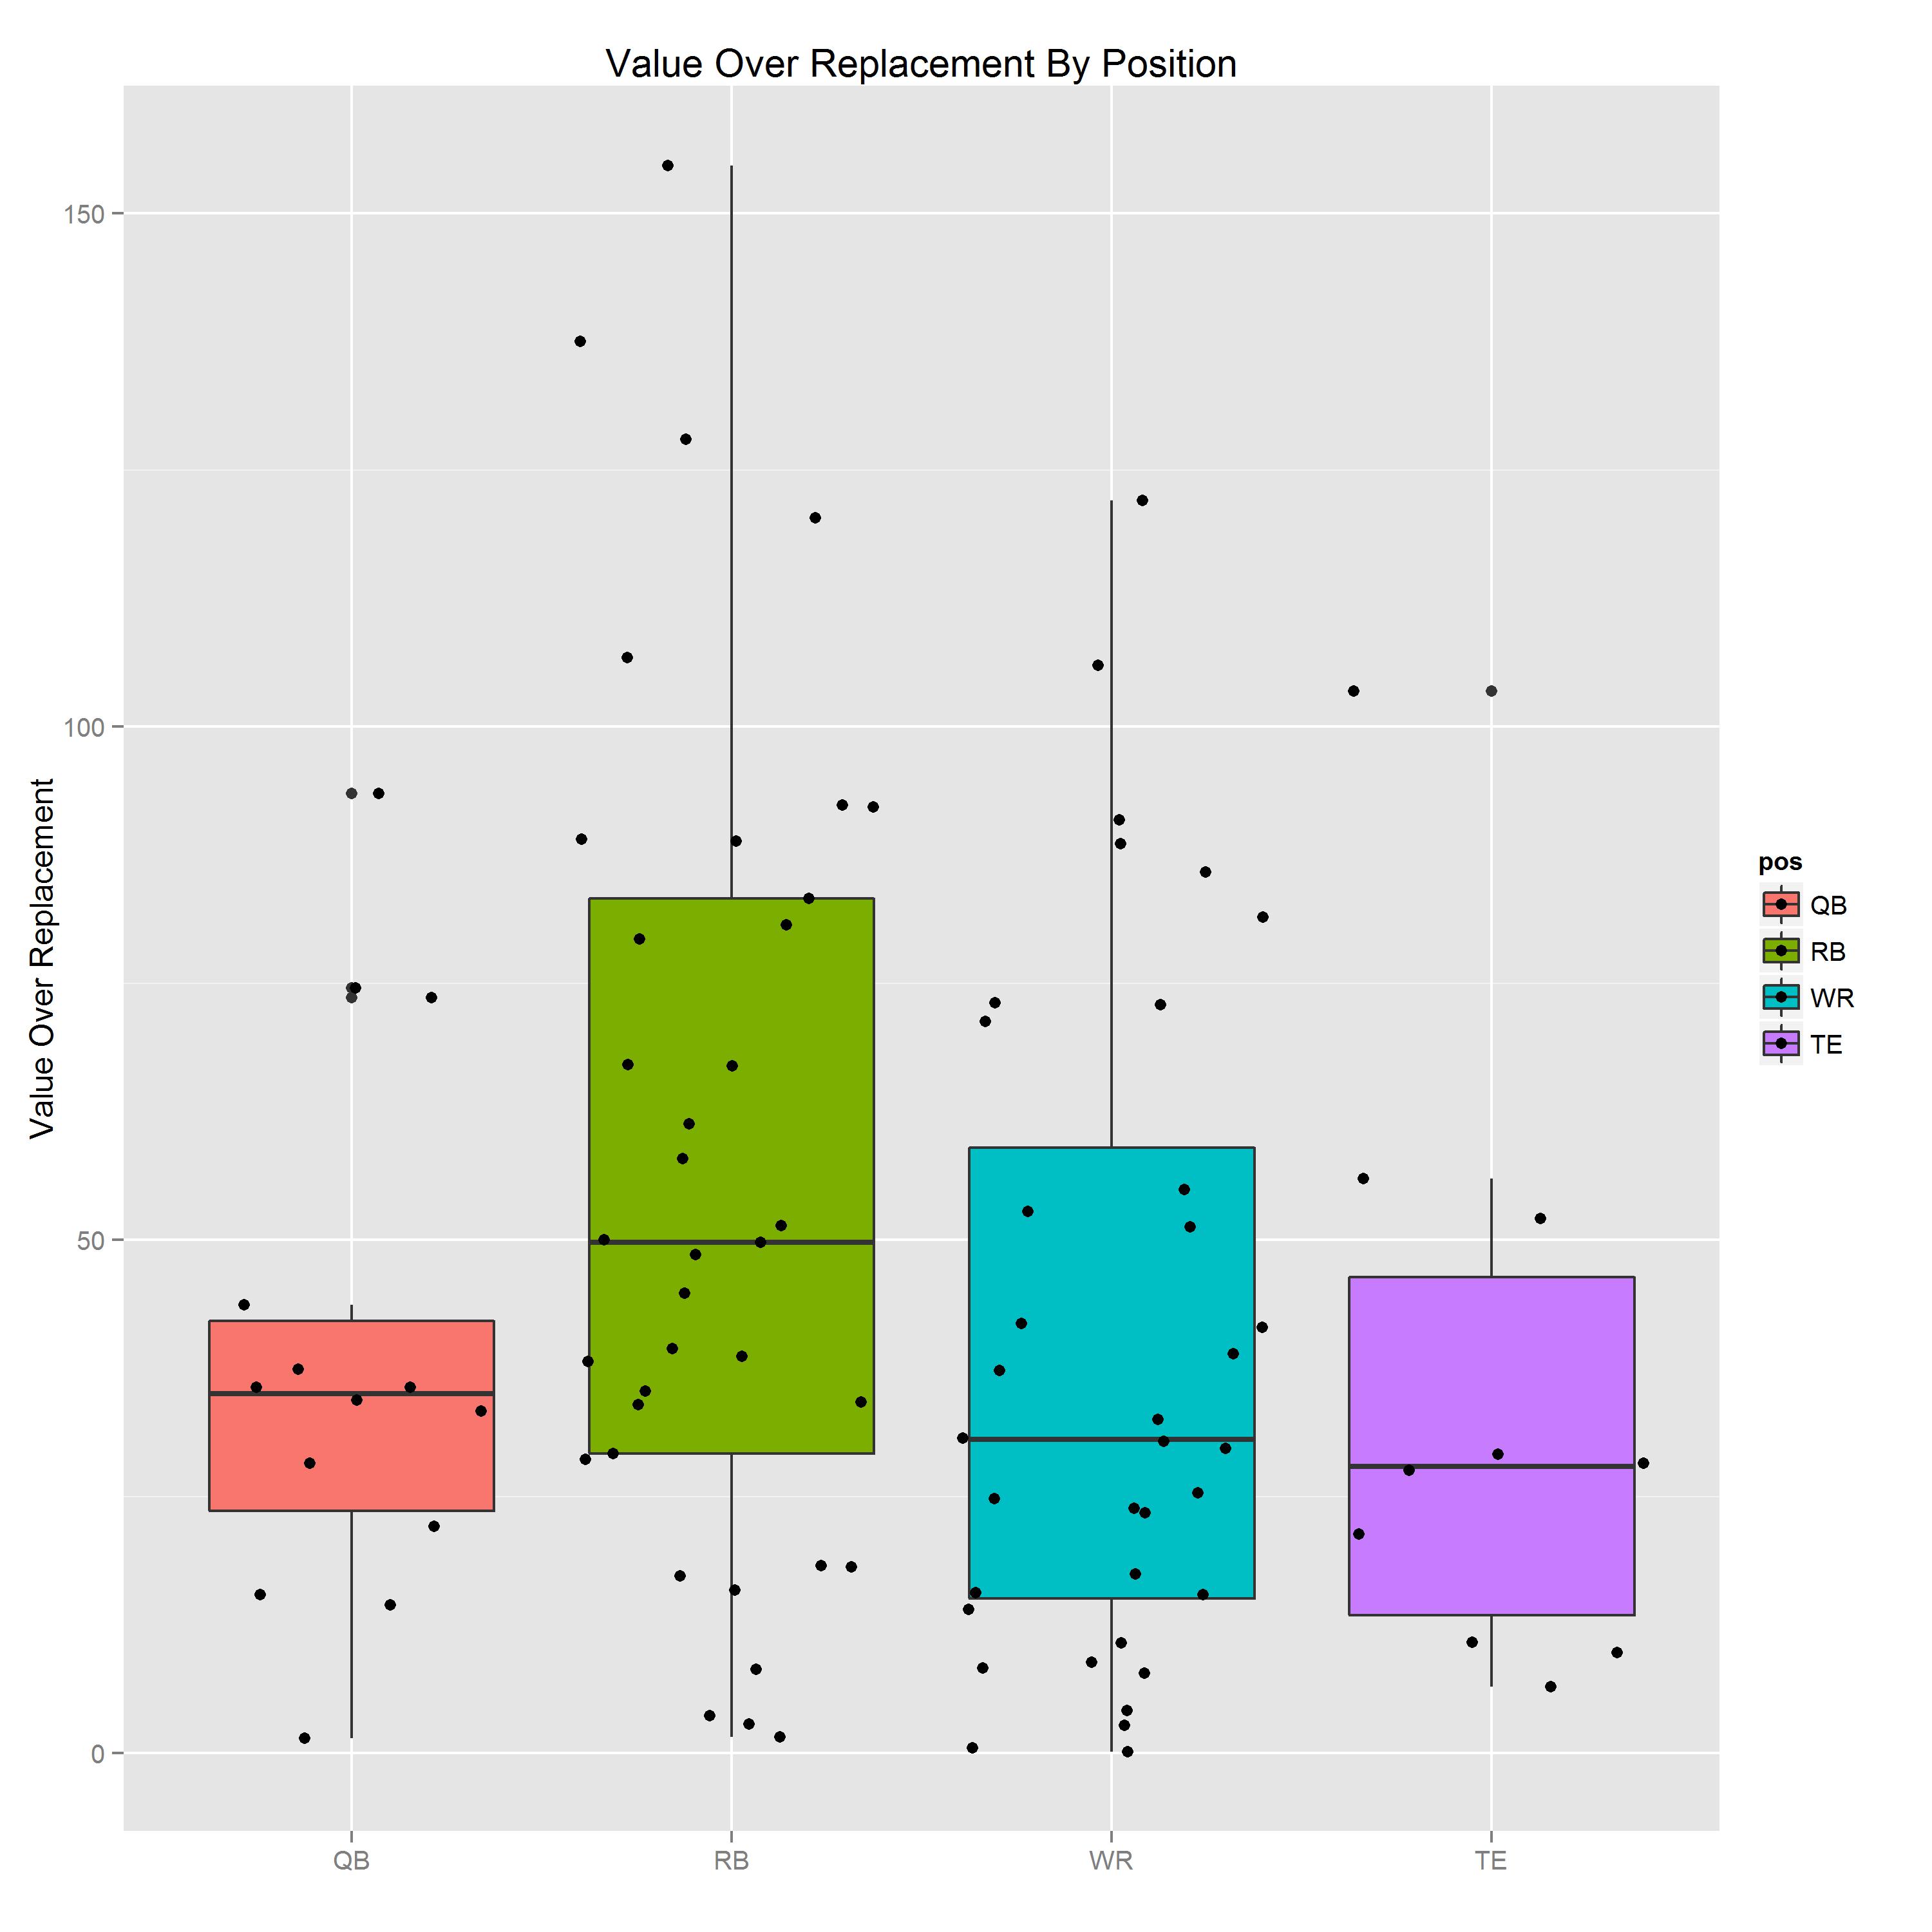 Value Over Replacement By Position
Value Over Replacement
150
100
50
0
QB
RB
WR
TE
pos
QB
RB
WR
TE